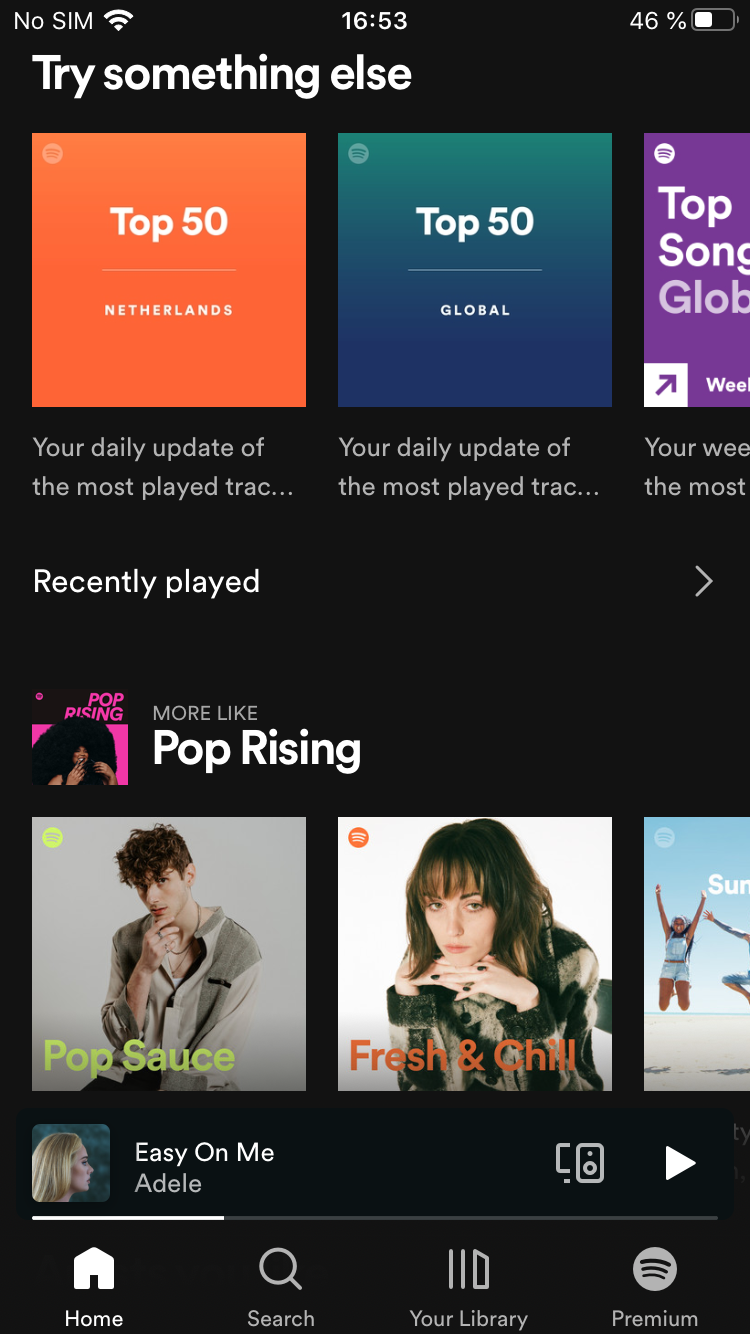 No SIM 16:53 46 %
Try something else
Top 50
NETHERLANDS
Top 50
GLOBAL
Top
Song
Glob
Weel
Your daily update of
the most played trac...
Your daily update of
the most played trac...
Your wee
the most
Recently played
POP
RISING
MORE LIKE
Pop Rising
Pop Sauce
Fresh & Chill
Sun
Easy On Me
Adele
Home
Search
Your Library
Premium